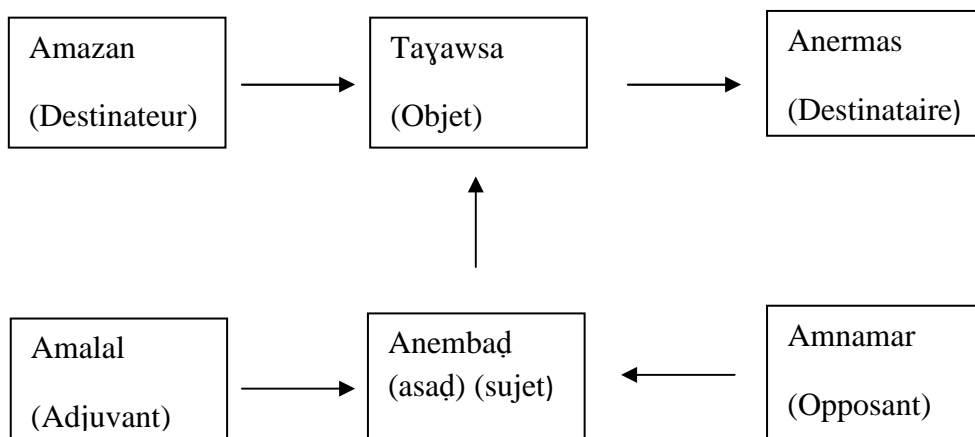 Amazan
(Destinateur)
Taɣawsa
(Objet)
Anermas
(Destinataire)
Amalal
(Adjuvant)
Anembaḍ
(asaḍ) (sujet)
Amnamar
(Opposant)